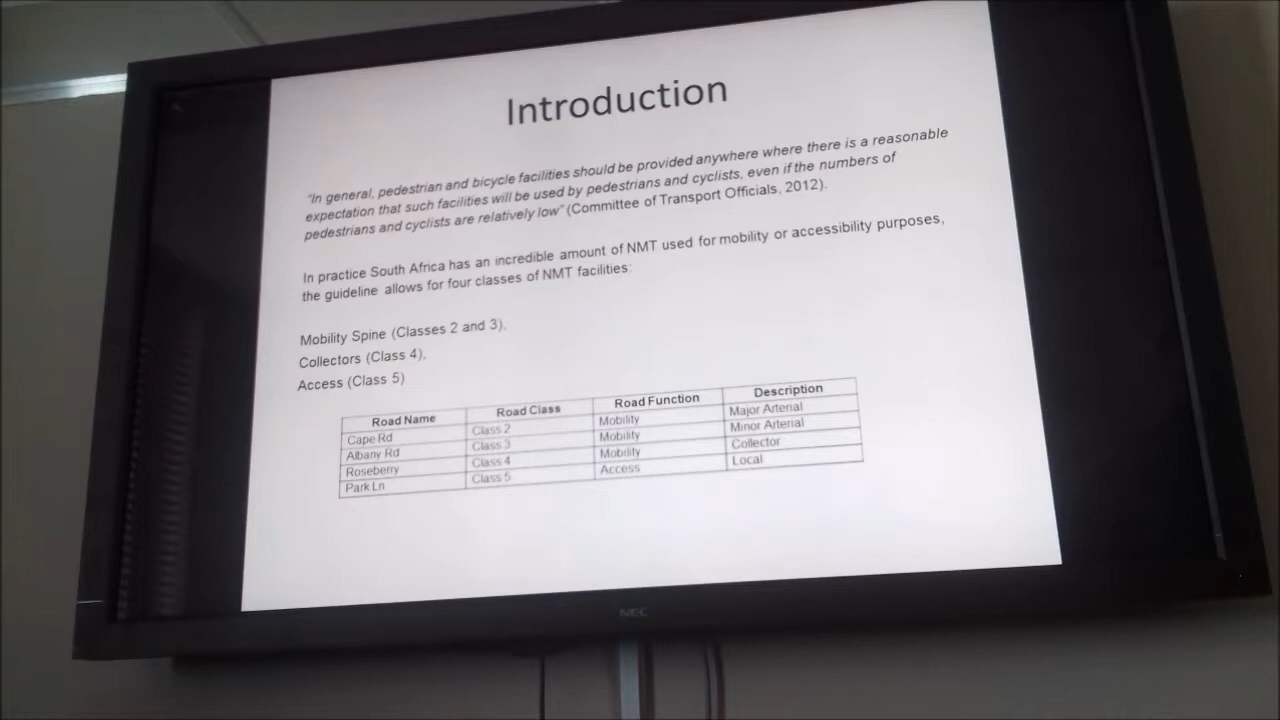 Introduction
"In general, pedestrian and bicycle facilities should be provided anywhere where there is a reasonable
expectation that such facilities will be used by pedestrians and cyclists, even if the numbers of
pedestrians and cyclists are relatively low" (Committee of Transport Officials, 2012).
In practice South Africa has an incredible amount of NMT used for mobility or accessibility purposes,
the guideline allows for four classes of NMT facilities:
Mobility Spine (Classes 2 and 3),
Collectors (Class 4),
Access (Class 5)
Road Name Road Class Road Function Description
Cape Rd Class 2 Mobility Major Arterial
Albany Rd Class 3 Mobility Minor Arterial
Roseberry Class 4 Mobility Collector
Park Ln Class 5 Access Local
NEC